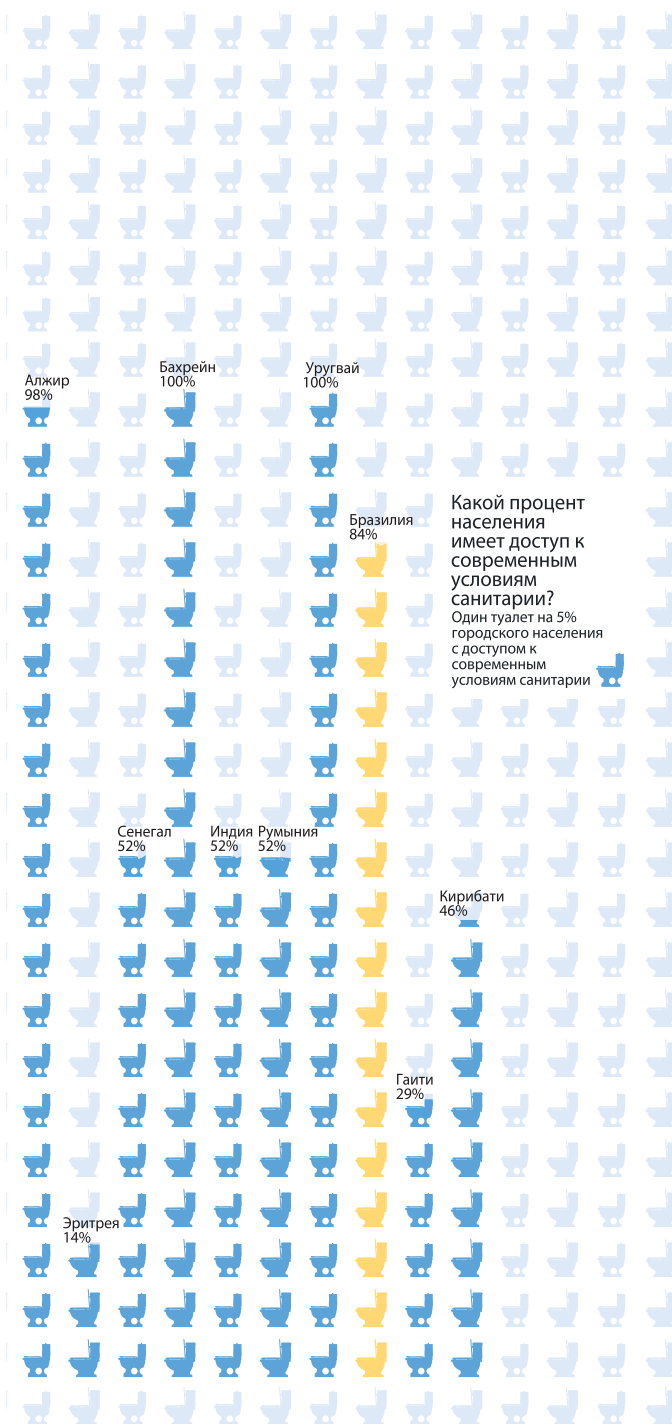 Бахрейн
100%
Уругвай
100%
Алжир
98%
Какой процент
населения
имеет доступ к
современным
условиям
санитарии?
Один туалет на 5%
городского населения
с доступом к
современным
условиям санитарии
Бразилия
84%
Сенегал
52%
Индия
52%
Румыния
52%
Кирибати
46%
Гаити
29%
Эритрея
14%